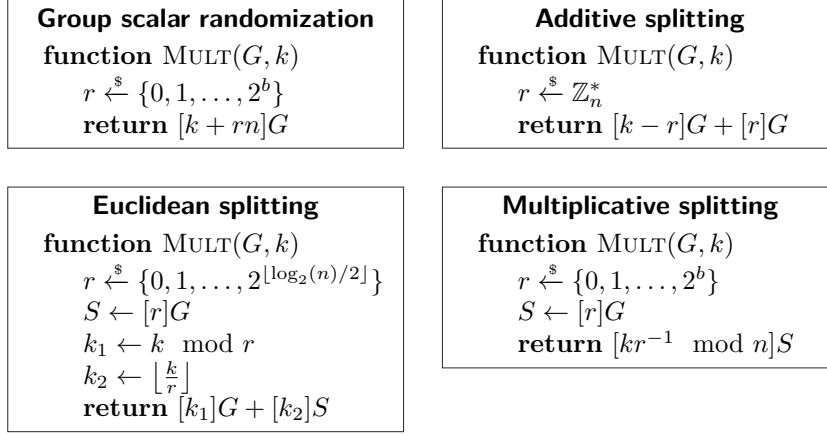 Group scalar randomization
function MULT(G, k)
r ←$ {0, 1, . . . , 2^b}
return [k + rn]G
Additive splitting
function MULT(G, k)
r ←$ ℤ*_n
return [k − r]G + [r]G
Euclidean splitting
function MULT(G, k)
r ←$ {0, 1, . . . , 2^{⌊log₂(n)/2⌋}}
S ← [r]G
k₁ ← k mod r
k₂ ← ⌊k/r⌋
return [k₁]G + [k₂]S
Multiplicative splitting
function MULT(G, k)
r ←$ {0, 1, . . . , 2^b}
S ← [r]G
return [kr⁻¹ mod n]S